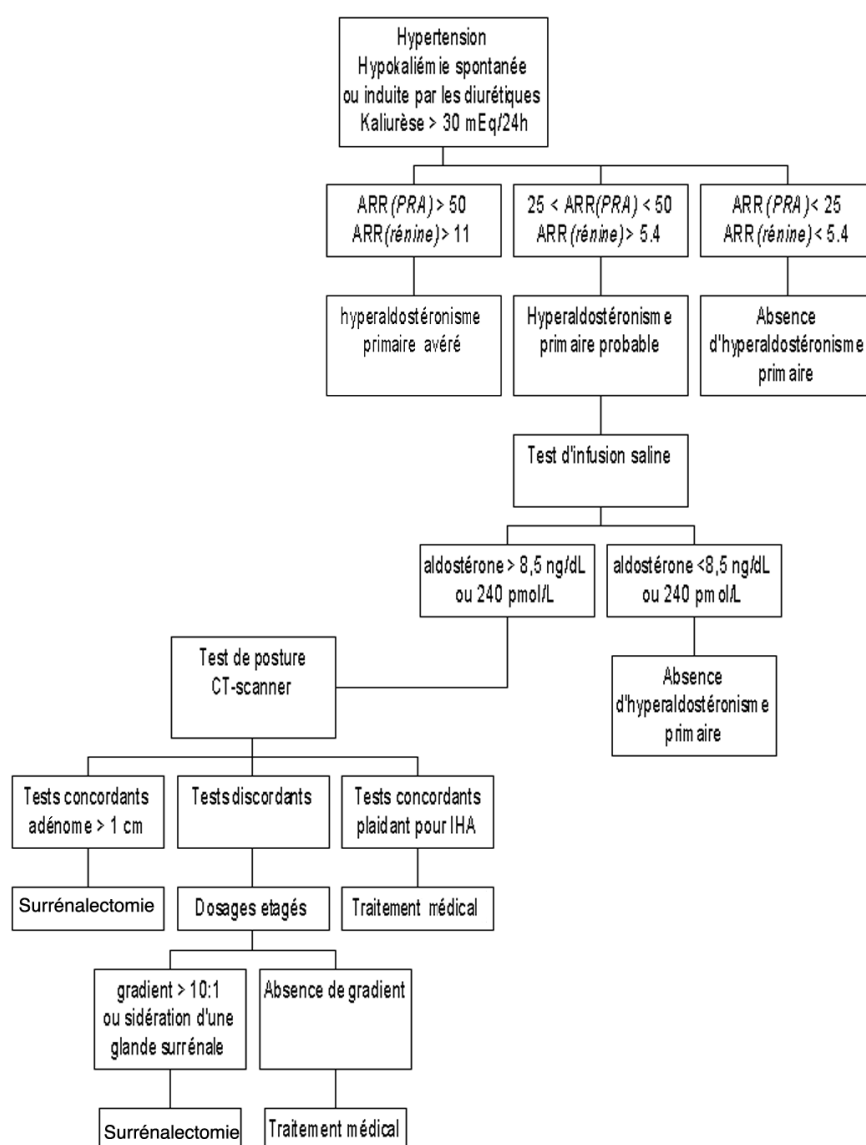 Hypertension
Hypokaliémie spontanée
ou induite par les diurétiques
Kaliurèse > 30 mEq/24h
ARR(PRA) > 50
ARR(rénine) > 11
25 < ARR(PRA) < 50
ARR(rénine) > 5.4
ARR(PRA) < 25
ARR(rénine) < 5.4
hyperaldostéronisme
primaire avéré
Hyperaldostéronisme
primaire probable
Absence
d'hyperaldostéronisme
primaire
Test d'infusion saline
aldostérone > 8,5 ng/dL
ou 240 pmol/L
aldostérone <8,5 ng/dL
ou 240 pmol/L
Test de posture
CT-scanner
Absence
d'hyperaldostéronisme
primaire
Tests concordants
adénome > 1 cm
Tests discordants
Tests concordants
plaidant pour IHA
Surrénalectomie
Dosages etagés
Traitement médical
gradient > 10:1
ou sidération d'une
glande surrénale
Absence de gradient
Surrénalectomie
Traitement médical